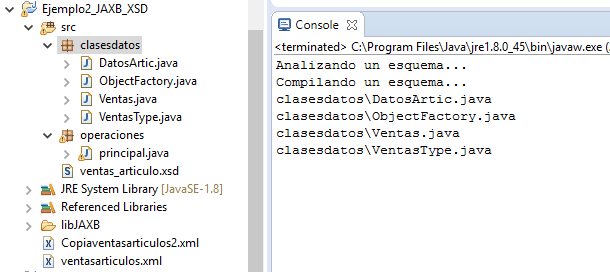 Ejemplo2_JAXB_XSD
src
clasesdatos
DatosArtic.java
ObjectFactory.java
Ventas.java
VentasType.java
operaciones
principal.java
ventas_articulo.xsd
JRE System Library [JavaSE-1.8]
Referenced Libraries
libJAXB
Copiaventasarticulos2.xml
ventasarticulos.xml
Console
<terminated> C:\Program Files\Java\jre1.8.0_45\bin\javaw.exe (
Analizando un esquema...
Compilando un esquema...
clasesdatos\DatosArtic.java
clasesdatos\ObjectFactory.java
clasesdatos\Ventas.java
clasesdatos\VentasType.java